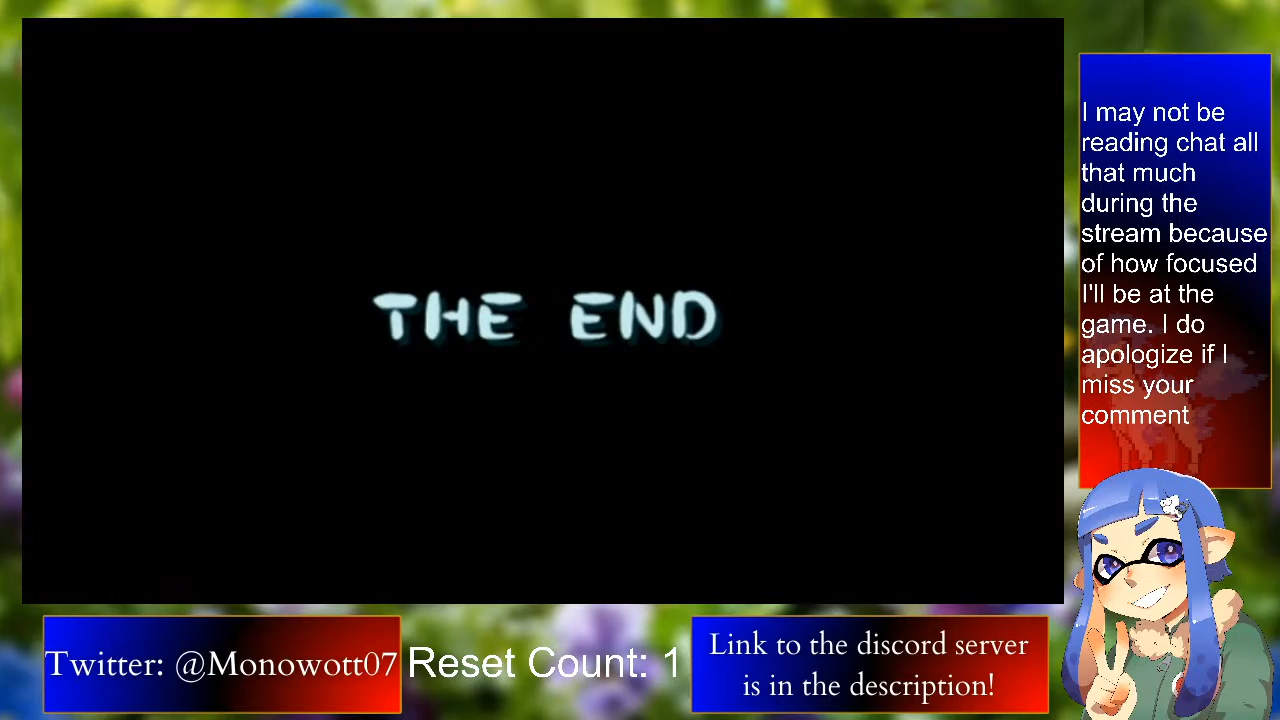 THE END
I may not be
reading chat all
that much
during the
stream because
of how focused
I'll be at the
game. I do
apologize if I
miss your
comment
Twitter: @Monowott07
Reset Count: 1
Link to the discord server
is in the description!